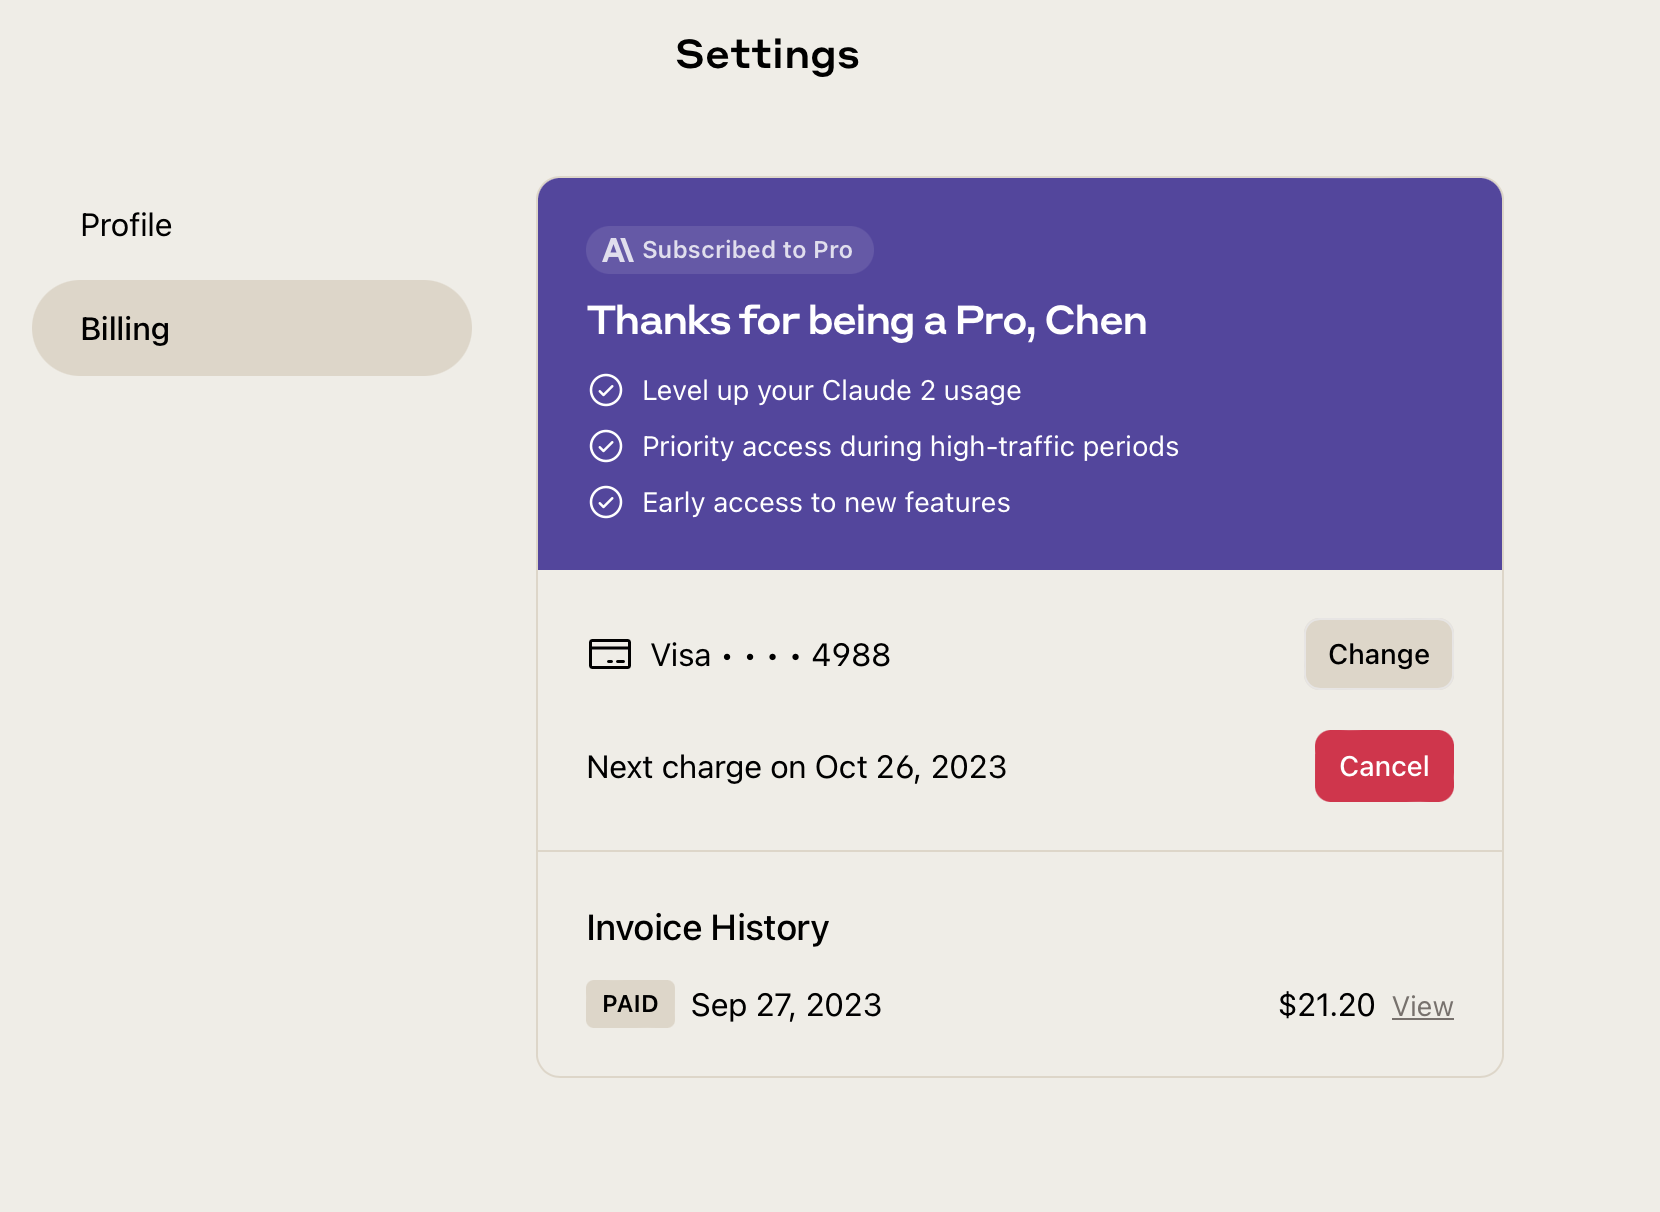 Settings
Profile
Billing
Subscribed to Pro
Thanks for being a Pro, Chen
Level up your Claude 2 usage
Priority access during high-traffic periods
Early access to new features
Visa • • • • 4988
Change
Next charge on Oct 26, 2023
Cancel
Invoice History
PAID Sep 27, 2023 $21.20 View